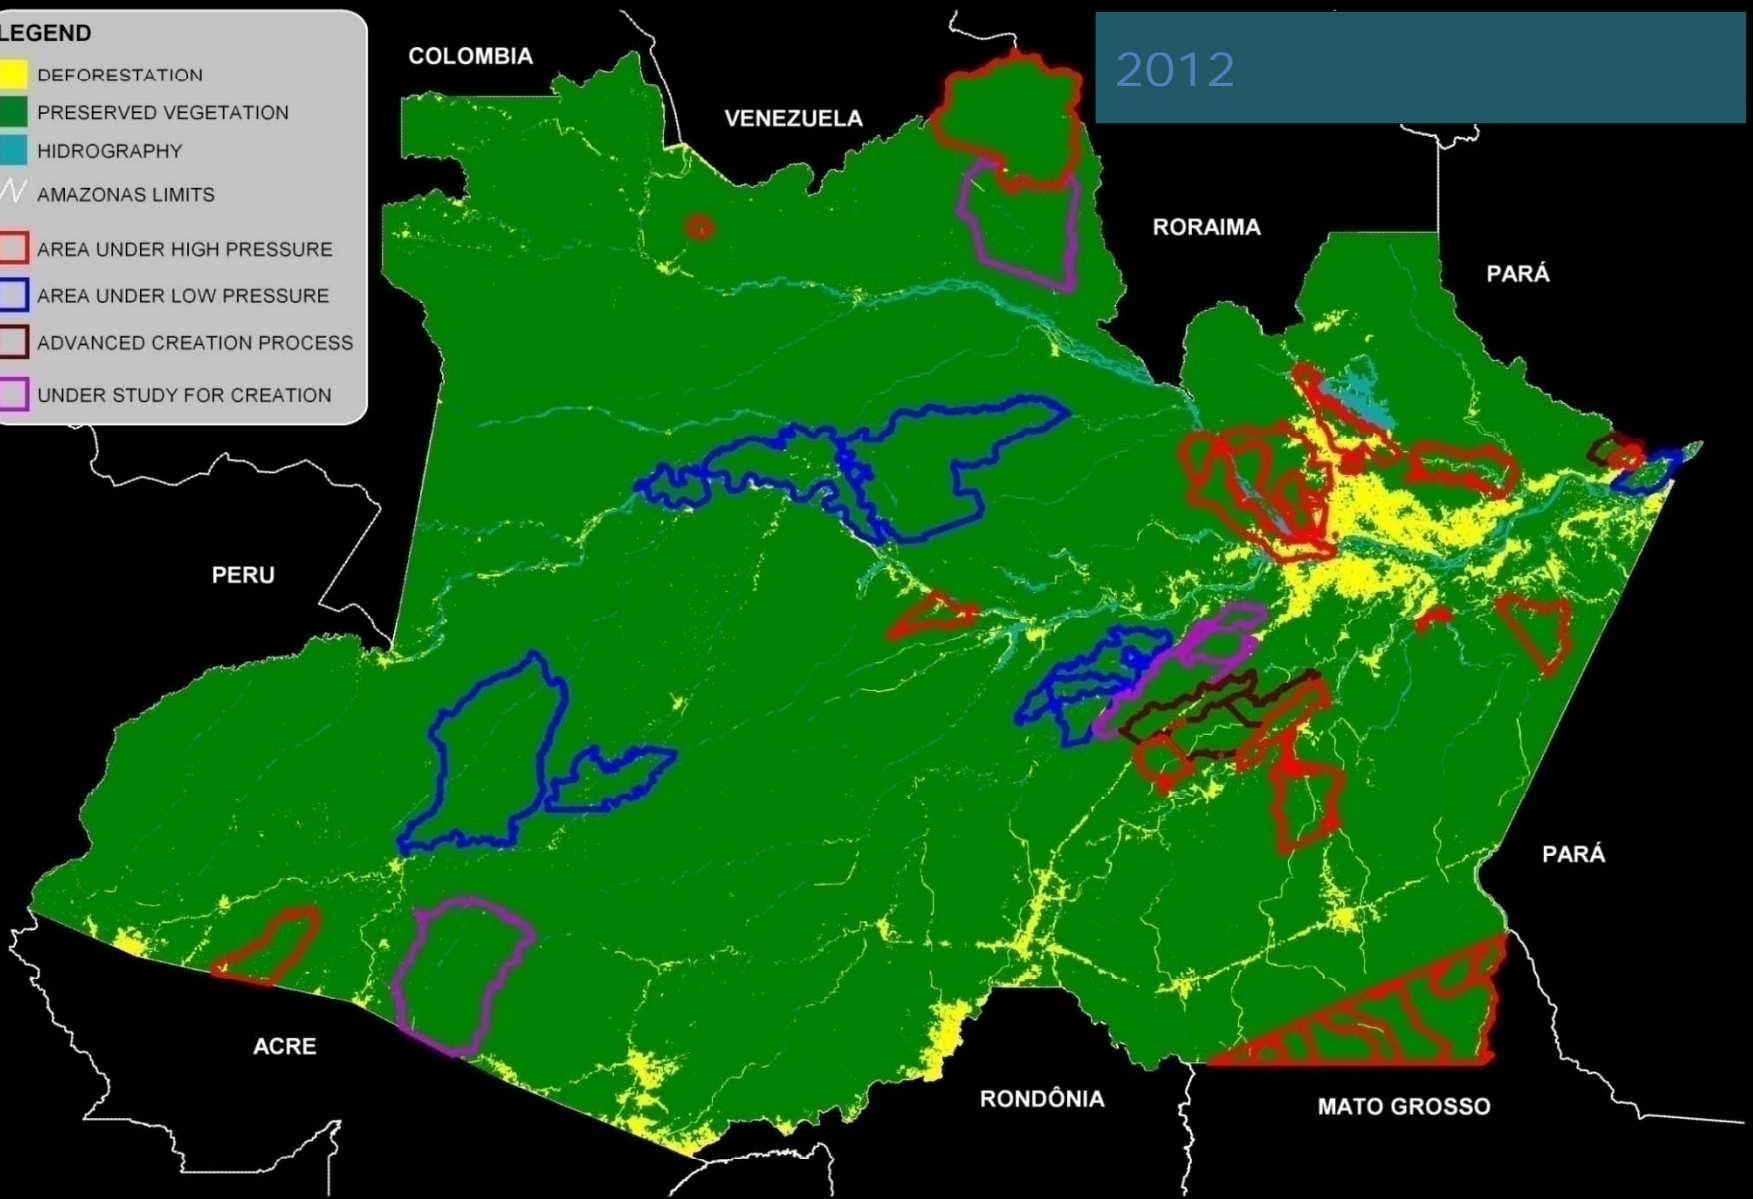 LEGEND
DEFORESTATION
PRESERVED VEGETATION
HIDROGRAPHY
AMAZONAS LIMITS
AREA UNDER HIGH PRESSURE
AREA UNDER LOW PRESSURE
ADVANCED CREATION PROCESS
UNDER STUDY FOR CREATION
2012
COLOMBIA
VENEZUELA
RORAIMA
PARÁ
PERU
PARÁ
ACRE
RONDÔNIA
MATO GROSSO